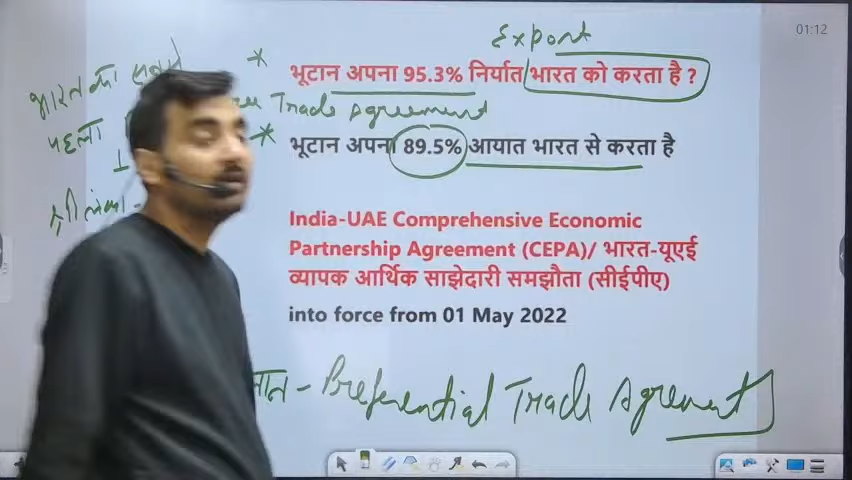 01:12
Export
* भूटान अपना 95.3% निर्यात भारत को करता है ?
भारत का
Trade Agreement
पहला
* भूटान अपना 89.5% आयात भारत से करता है
श्रीलंका -
India-UAE Comprehensive Economic
Partnership Agreement (CEPA)/ भारत-यूएई
व्यापक आर्थिक साझेदारी समझौता (सीईपीए)
into force from 01 May 2022
- Preferential Trade Agreement